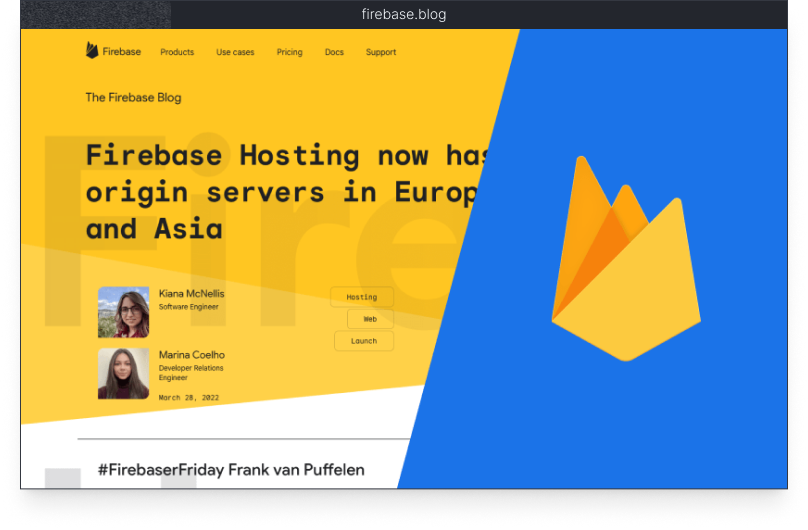 firebase.blog
Firebase Products Use cases Pricing Docs Support
The Firebase Blog
Fire
Firebase Hosting now has
origin servers in Europ
and Asia
Kiana McNellis
Software Engineer
Marina Coelho
Developer Relations
Engineer
March 28, 2022
Hosting
Web
Launch
#FirebaserFriday Frank van Puffelen